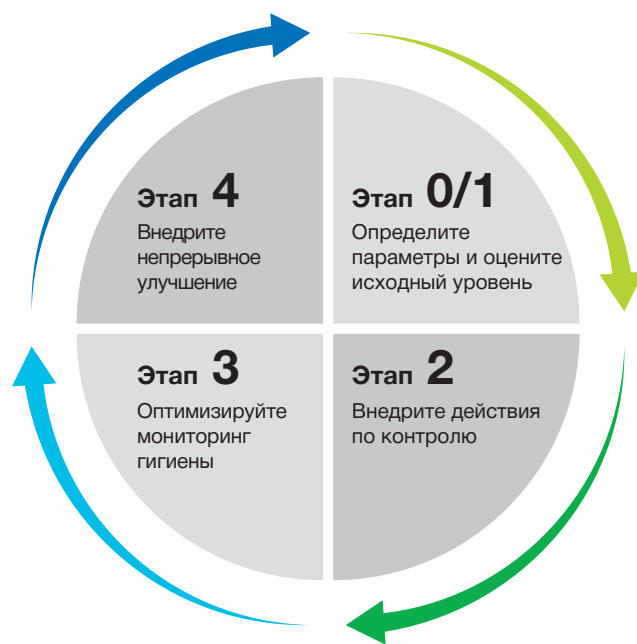 Этап 4
Внедрите
непрерывное
улучшение
Этап 0/1
Определите
параметры и оцените
исходный уровень
Этап 3
Оптимизируйте
мониторинг
гигиены
Этап 2
Внедрите действия
по контролю